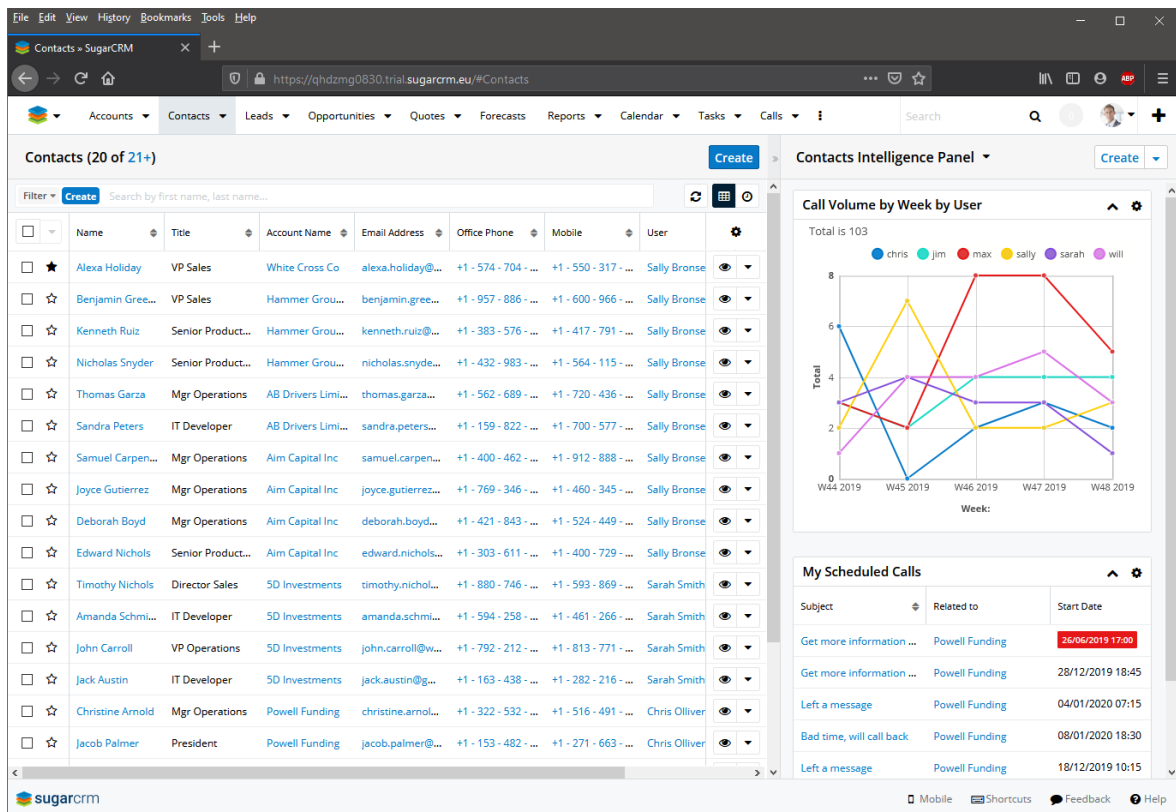 File Edit View History Bookmarks Tools Help
Contacts » SugarCRM
https://qhdzmg0830.trial.sugarcrm.eu/#Contacts
ABP
Accounts Contacts Leads Opportunities Quotes Forecasts Reports Calendar Tasks Calls Search
Contacts (20 of 21+) Create
Filter Create Search by first name, last name...
Name Title Account Name Email Address Office Phone Mobile User
Alexa Holiday VP Sales White Cross Co alexa.holiday@... +1 - 574 - 704 - ... +1 - 550 - 317 - ... Sally Bronse
Benjamin Gree... VP Sales Hammer Grou... benjamin.gree... +1 - 957 - 886 - ... +1 - 600 - 966 - ... Sally Bronse
Kenneth Ruiz Senior Product... Hammer Grou... kenneth.ruiz@... +1 - 383 - 576 - ... +1 - 417 - 791 - ... Sally Bronse
Nicholas Snyder Senior Product... Hammer Grou... nicholas.snyde... +1 - 432 - 983 - ... +1 - 564 - 115 - ... Sally Bronse
Thomas Garza Mgr Operations AB Drivers Limi... thomas.garza... +1 - 562 - 689 - ... +1 - 720 - 436 - ... Sally Bronse
Sandra Peters IT Developer AB Drivers Limi... sandra.peters... +1 - 159 - 822 - ... +1 - 700 - 577 - ... Sally Bronse
Samuel Carpen... Mgr Operations Aim Capital Inc samuel.carpen... +1 - 400 - 462 - ... +1 - 912 - 888 - ... Sally Bronse
Joyce Gutierrez Mgr Operations Aim Capital Inc joyce.gutierrez... +1 - 769 - 346 - ... +1 - 460 - 345 - ... Sally Bronse
Deborah Boyd Mgr Operations Aim Capital Inc deborah.boyd... +1 - 421 - 843 - ... +1 - 524 - 449 - ... Sally Bronse
Edward Nichols Senior Product... Aim Capital Inc edward.nichols... +1 - 303 - 611 - ... +1 - 400 - 729 - ... Sally Bronse
Timothy Nichols Director Sales 5D Investments timothy.nichol... +1 - 880 - 746 - ... +1 - 593 - 869 - ... Sarah Smith
Amanda Schmi... IT Developer 5D Investments amanda.schmi... +1 - 594 - 258 - ... +1 - 461 - 266 - ... Sarah Smith
John Carroll VP Operations 5D Investments john.carroll@w... +1 - 792 - 212 - ... +1 - 813 - 771 - ... Sarah Smith
Jack Austin IT Developer 5D Investments jack.austin@g... +1 - 163 - 438 - ... +1 - 282 - 216 - ... Sarah Smith
Christine Arnold Mgr Operations Powell Funding christine.arnol... +1 - 322 - 532 - ... +1 - 516 - 491 - ... Chris Olliver
Jacob Palmer President Powell Funding jacob.palmer@... +1 - 153 - 482 - ... +1 - 271 - 663 - ... Chris Olliver
Contacts Intelligence Panel Create
Call Volume by Week by User
Total is 103
chris jim max sally sarah will
8
6
4
2
0
Total
W44 2019 W45 2019 W46 2019 W47 2019 W48 2019
Week:
My Scheduled Calls
Subject Related to Start Date
Get more information ... Powell Funding 26/06/2019 17:00
Get more information ... Powell Funding 28/12/2019 18:45
Left a message Powell Funding 04/01/2020 07:15
Bad time, will call back Powell Funding 08/01/2020 18:30
Left a message Powell Funding 18/12/2019 10:15
sugarcrm Mobile Shortcuts Feedback Help